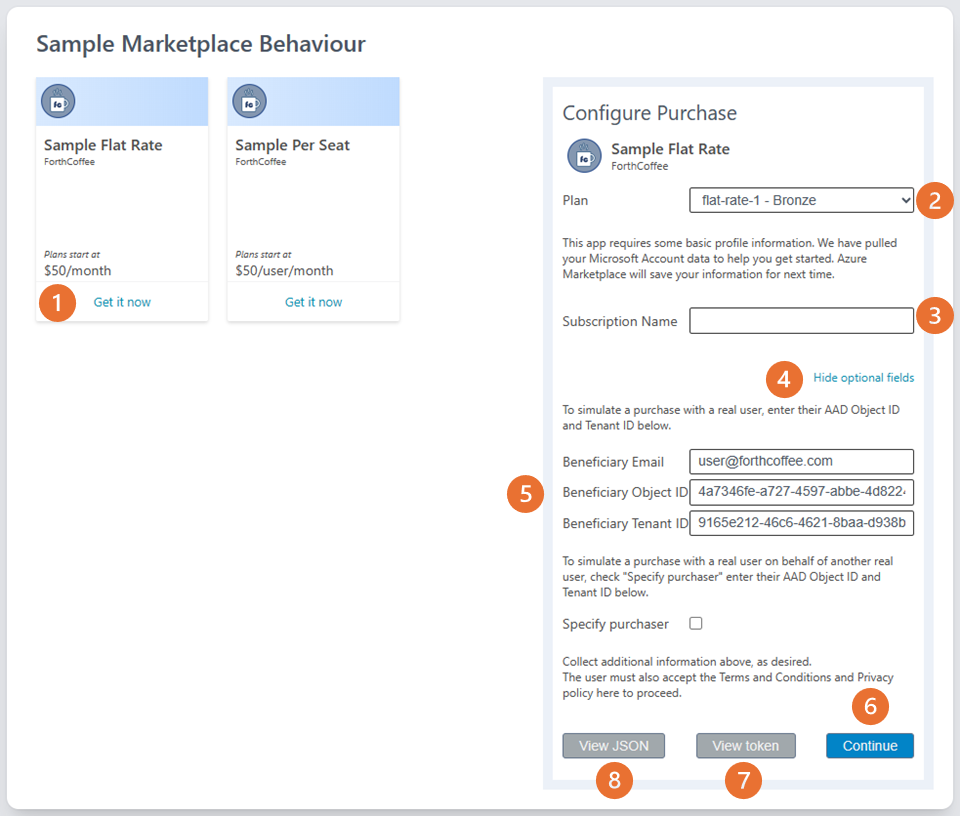 Sample Marketplace Behaviour
fc
Sample Flat Rate
ForthCoffee
Plans start at
$50/month
1
Get it now
fc
Sample Per Seat
ForthCoffee
Plans start at
$50/user/month
Get it now
Configure Purchase
fc
Sample Flat Rate
ForthCoffee
Plan
flat-rate-1 - Bronze
2
This app requires some basic profile information. We have pulled
your Microsoft Account data to help you get started. Azure
Marketplace will save your information for next time.
Subscription Name
3
4
Hide optional fields
To simulate a purchase with a real user, enter their AAD Object ID
and Tenant ID below.
Beneficiary Email
user@forthcoffee.com
5
Beneficiary Object ID
4a7346fe-a727-4597-abbe-4d822
Beneficiary Tenant ID
9165e212-46c6-4621-8baa-d938b
To simulate a purchase with a real user on behalf of another real
user, check "Specify purchaser" enter their AAD Object ID and
Tenant ID below.
Specify purchaser
Collect additional information above, as desired.
The user must also accept the Terms and Conditions and Privacy
policy here to proceed.
6
View JSON
View token
Continue
8
7